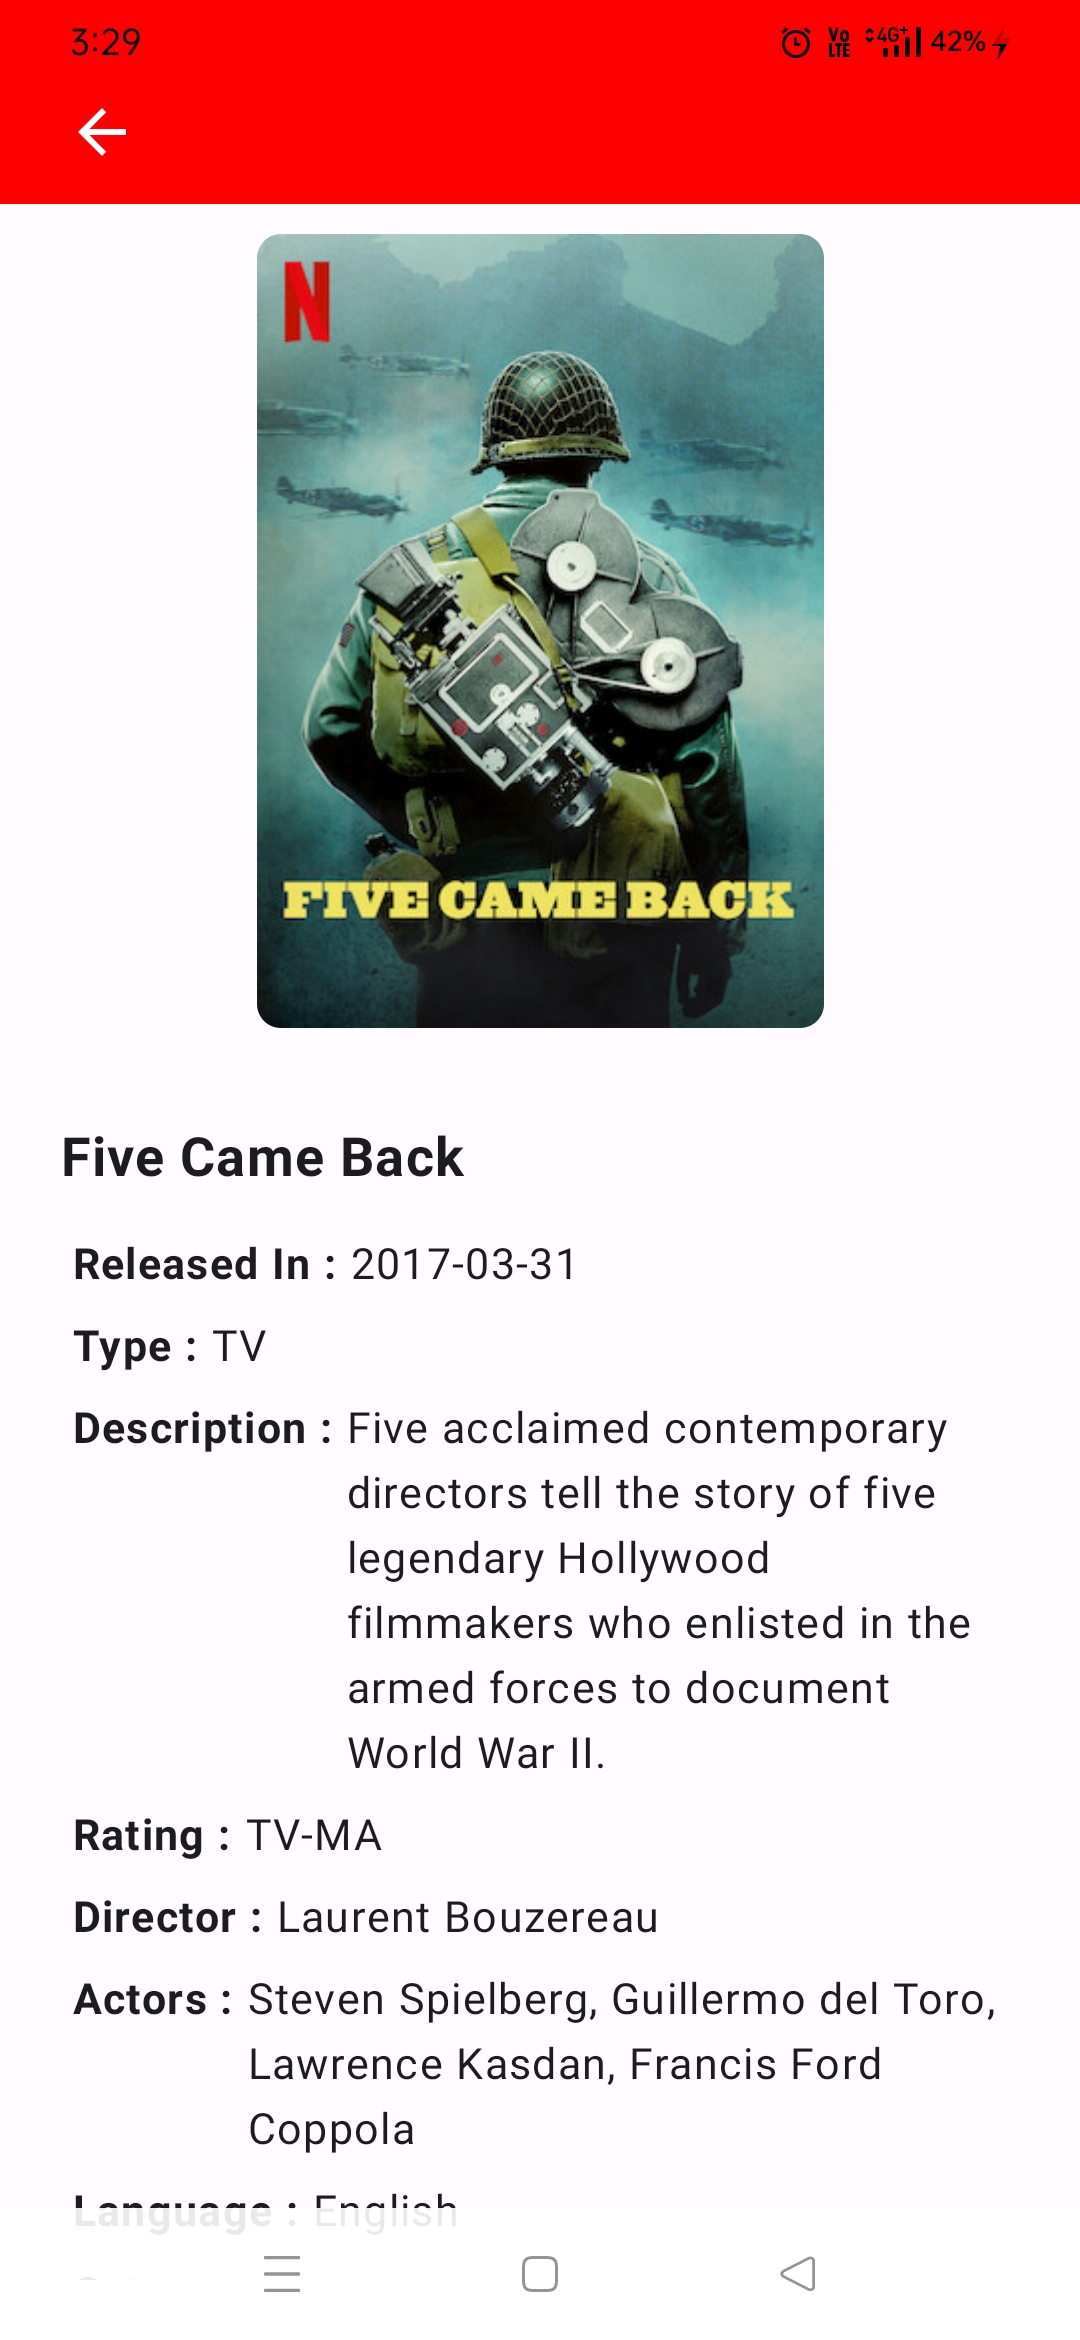 3:29
Vo LTE 4G+ 42%
N
FIVE CAME BACK
Five Came Back
Released In : 2017-03-31
Type : TV
Description : Five acclaimed contemporary
directors tell the story of five
legendary Hollywood
filmmakers who enlisted in the
armed forces to document
World War II.
Rating : TV-MA
Director : Laurent Bouzereau
Actors : Steven Spielberg, Guillermo del Toro,
Lawrence Kasdan, Francis Ford
Coppola
Language : English